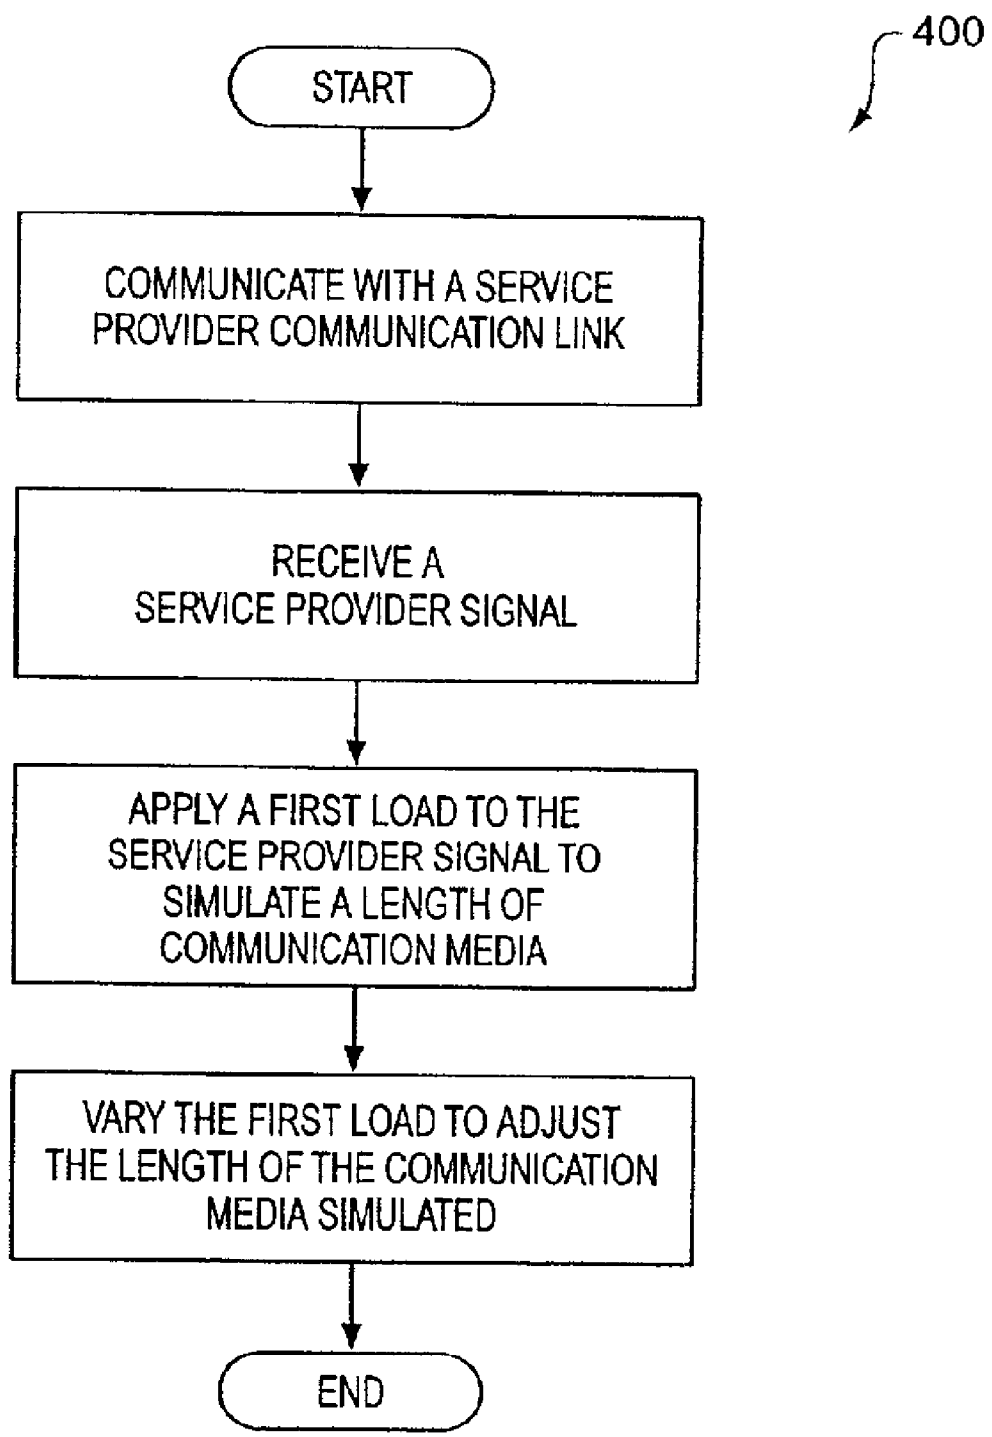 400
START
COMMUNICATE WITH A SERVICE
PROVIDER COMMUNICATION LINK
RECEIVE A
SERVICE PROVIDER SIGNAL
APPLY A FIRST LOAD TO THE
SERVICE PROVIDER SIGNAL TO
SIMULATE A LENGTH OF
COMMUNICATION MEDIA
VARY THE FIRST LOAD TO ADJUST
THE LENGTH OF THE COMMUNICATION
MEDIA SIMULATED
END